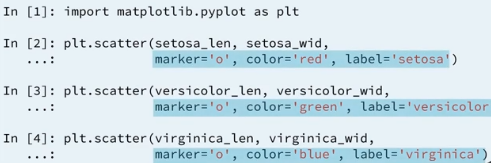 In [1]: import matplotlib.pyplot as plt
In [2]: plt.scatter(setosa_len, setosa_wid,
...: marker='o', color='red', label='setosa')
In [3]: plt.scatter(versicolor_len, versicolor_wid,
...: marker='o', color='green', label='versicolor
In [4]: plt.scatter(virginica_len, virginica_wid,
...: marker='o', color='blue', label='virginica')